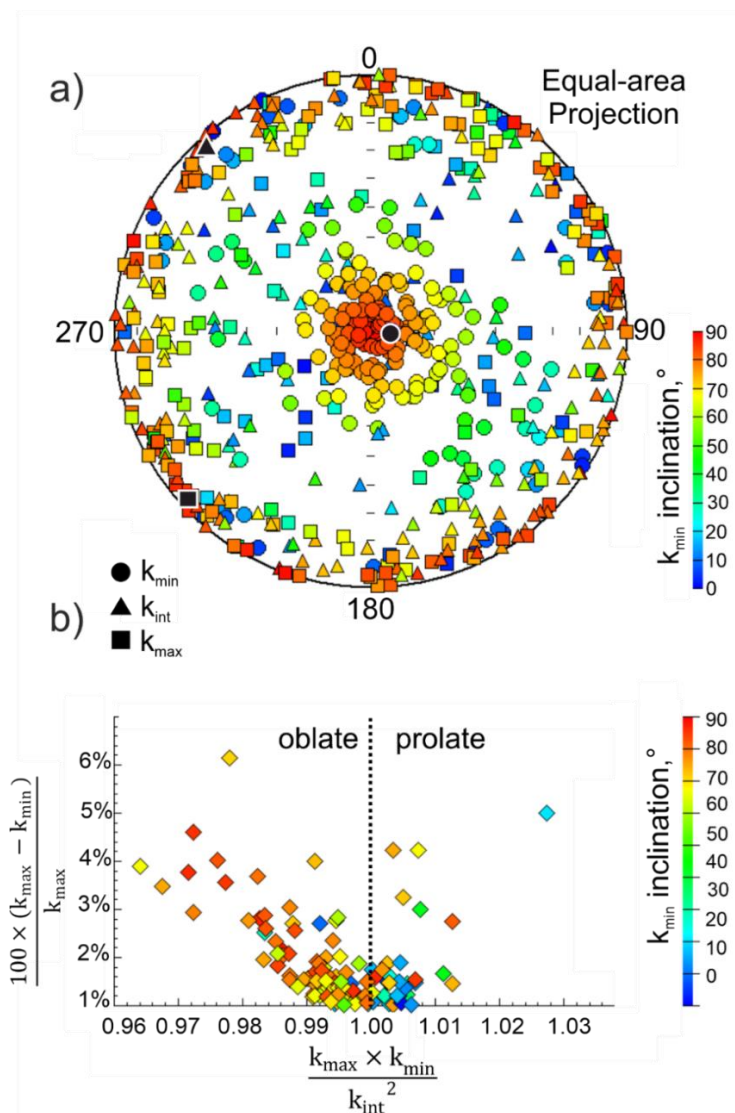 a)
0
Equal-area
Projection
270
90
180
90
80
70
60
50
40
30
20
10
0
kmin inclination,°
kmin
kint
kmax
b)
oblate
prolate
6%
5%
4%
3%
2%
1%
100 × (kmax − kmin)
kmax
0.96 0.97 0.98 0.99 1.00 1.01 1.02 1.03
kmax × kmin
kint²
90
80
70
60
50
40
30
20
10
0
kmin inclination,°